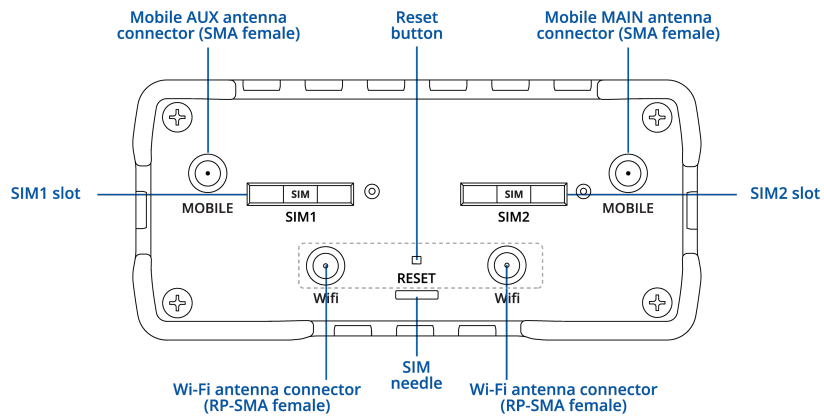 Mobile AUX antenna
connector (SMA female)
Reset
button
Mobile MAIN antenna
connector (SMA female)
SIM1 slot
SIM
SIM
SIM2 slot
MOBILE
SIM1
SIM2
MOBILE
RESET
Wifi
Wifi
SIM
needle
Wi-Fi antenna connector
(RP-SMA female)
Wi-Fi antenna connector
(RP-SMA female)